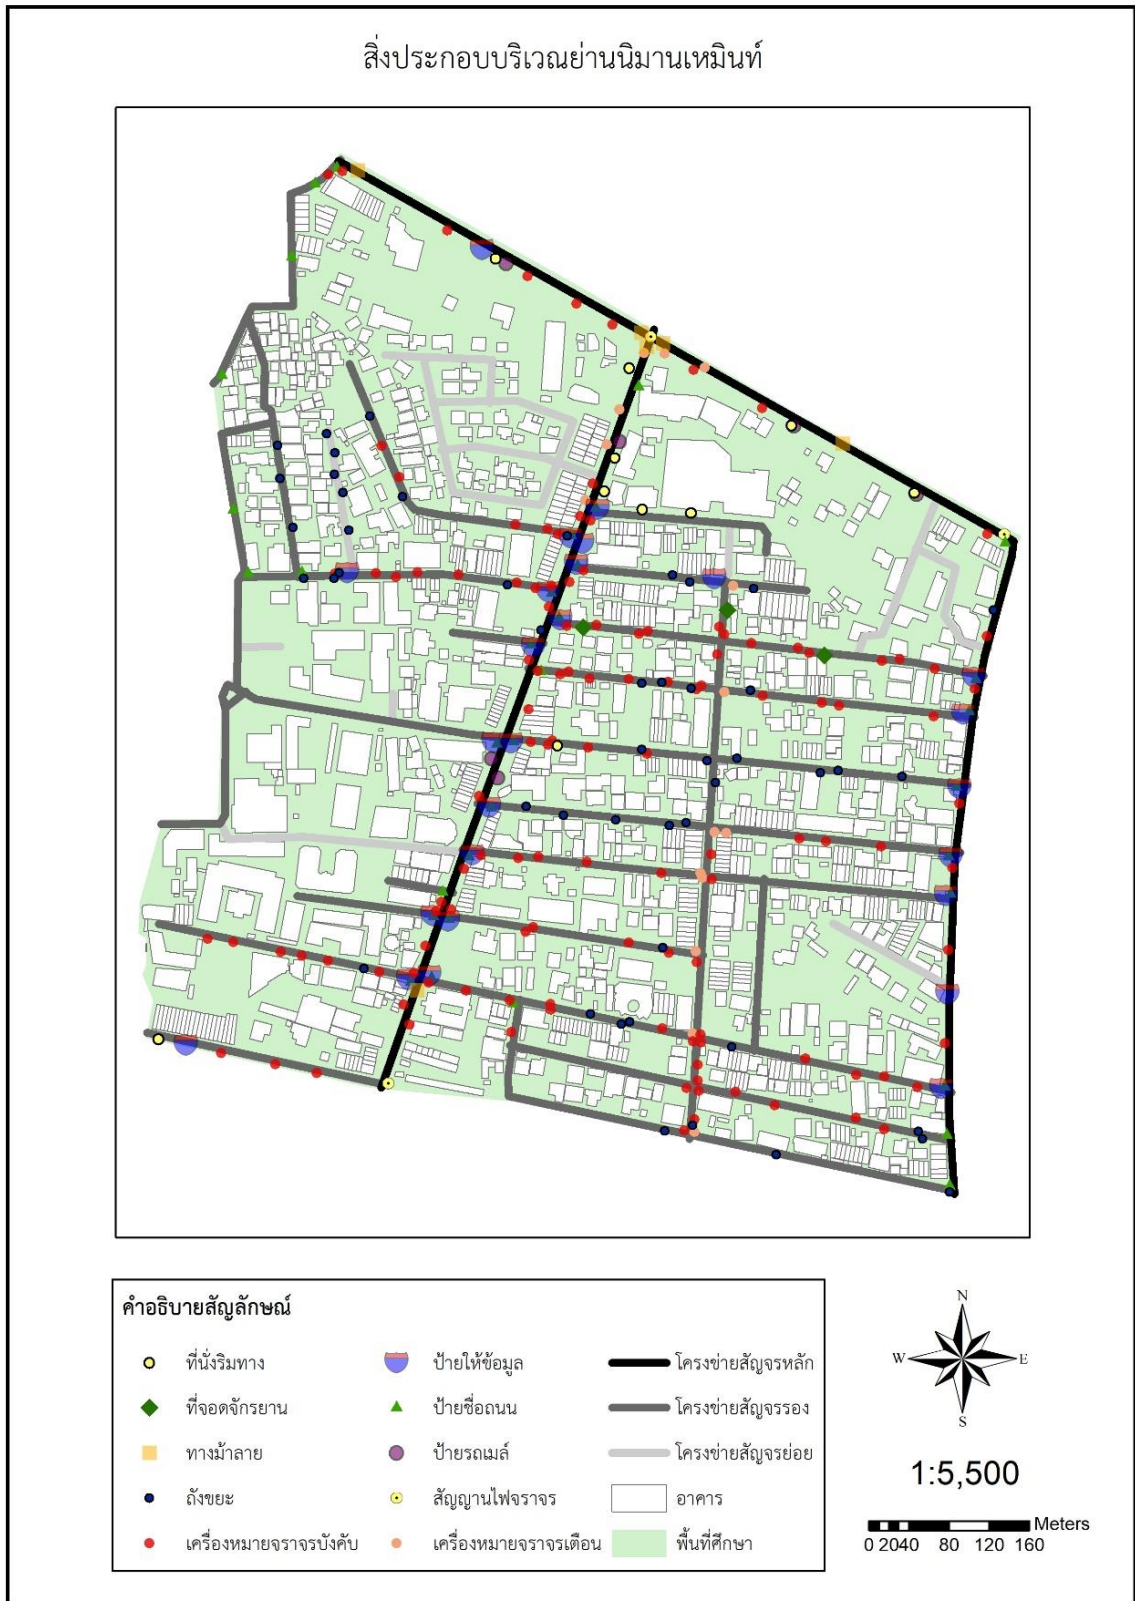 สิ่งประกอบบริเวณย่านนิมานเหมินท์
คำอธิบายสัญลักษณ์
ที่นั่งริมทาง
ป้ายให้ข้อมูล
โครงข่ายสัญจรหลัก
ที่จอดจักรยาน
ป้ายชื่อถนน
โครงข่ายสัญจรรอง
ทางม้าลาย
ป้ายรถเมล์
โครงข่ายสัญจรย่อย
ถังขยะ
สัญญานไฟจราจร
อาคาร
เครื่องหมายจราจรบังคับ
เครื่องหมายจราจรเตือน
พื้นที่ศึกษา
N
W E
S
1:5,500
Meters
0 2040 80 120 160